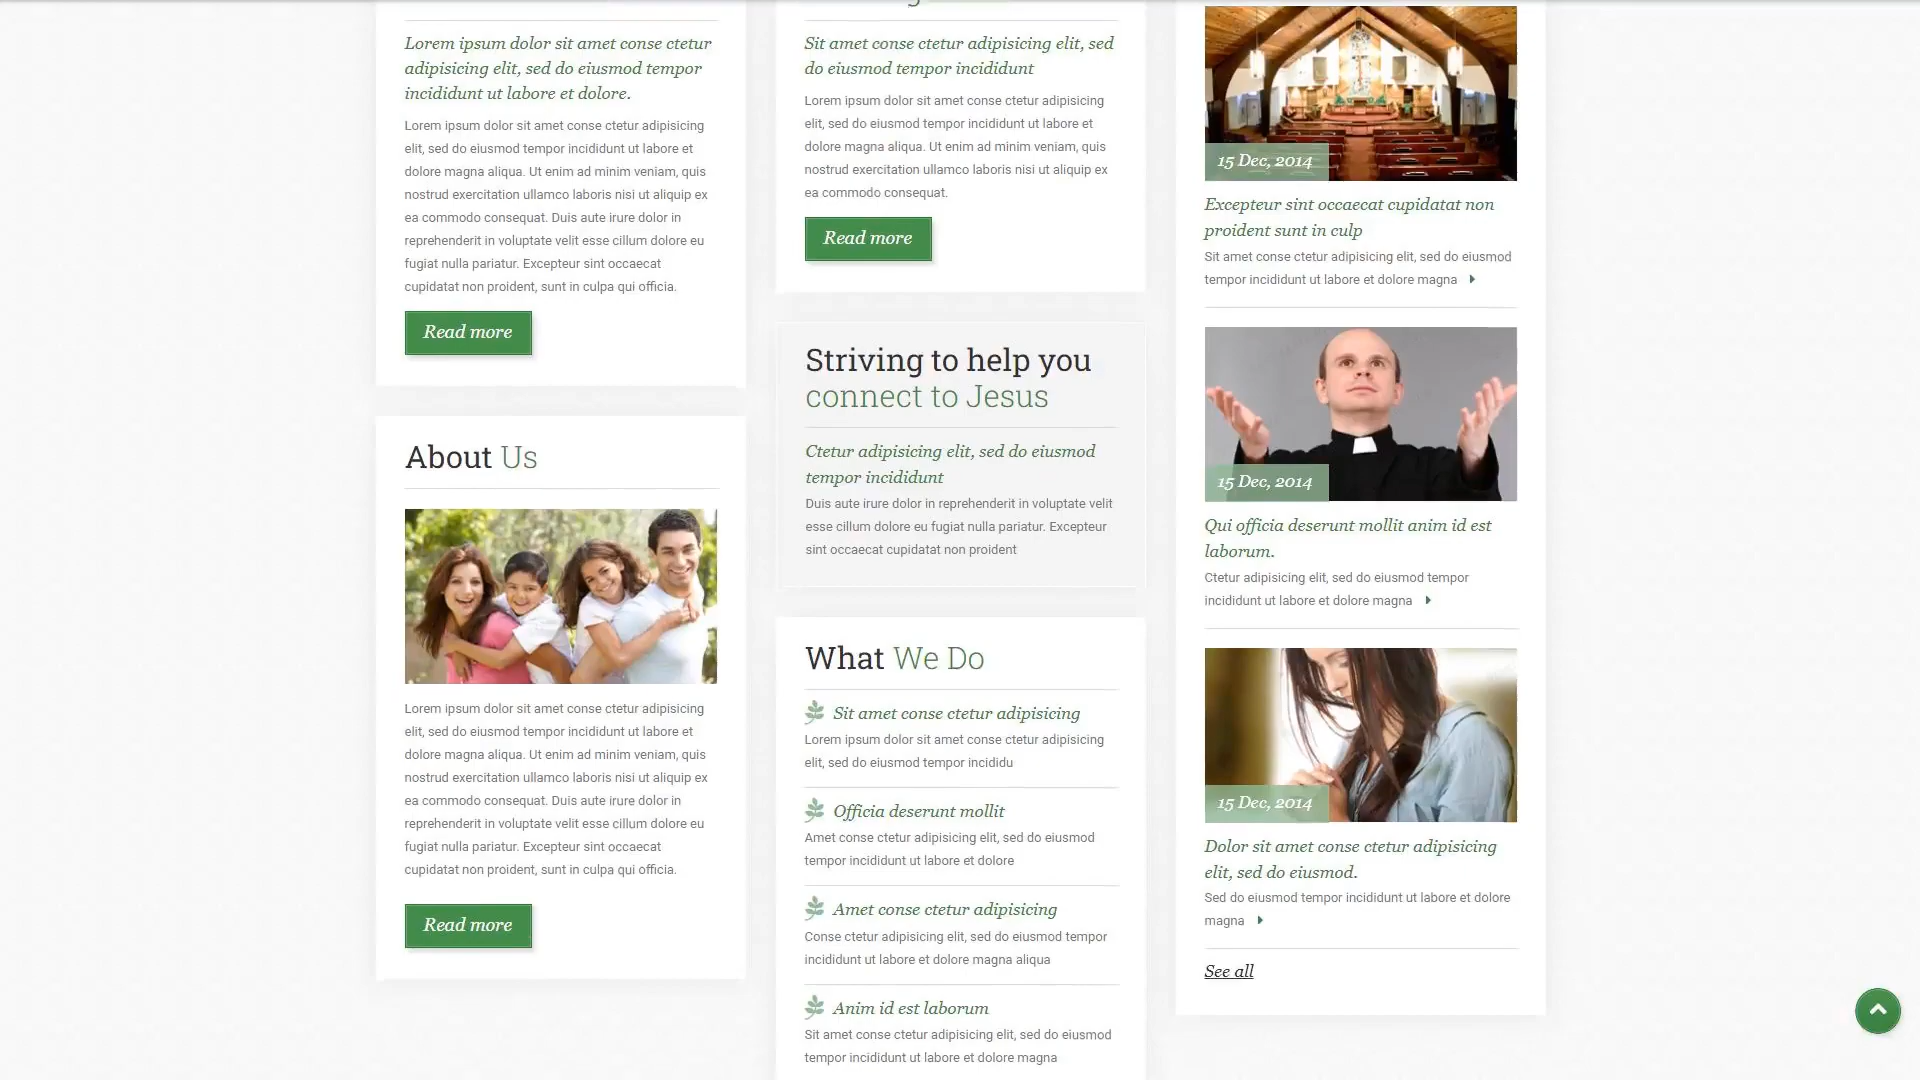 Lorem ipsum dolor sit amet conse ctetur
adipisicing elit, sed do eiusmod tempor
incididunt ut labore et dolore.
Lorem ipsum dolor sit amet conse ctetur adipisicing
elit, sed do eiusmod tempor incididunt ut labore et
dolore magna aliqua. Ut enim ad minim veniam, quis
nostrud exercitation ullamco laboris nisi ut aliquip ex
ea commodo consequat. Duis aute irure dolor in
reprehenderit in voluptate velit esse cillum dolore eu
fugiat nulla pariatur. Excepteur sint occaecat
cupidatat non proident, sunt in culpa qui officia.
Read more
About Us
Lorem ipsum dolor sit amet conse ctetur adipisicing
elit, sed do eiusmod tempor incididunt ut labore et
dolore magna aliqua. Ut enim ad minim veniam, quis
nostrud exercitation ullamco laboris nisi ut aliquip ex
ea commodo consequat. Duis aute irure dolor in
reprehenderit in voluptate velit esse cillum dolore eu
fugiat nulla pariatur. Excepteur sint occaecat
cupidatat non proident, sunt in culpa qui officia.
Read more
Sit amet conse ctetur adipisicing elit, sed
do eiusmod tempor incididunt
Lorem ipsum dolor sit amet conse ctetur adipisicing
elit, sed do eiusmod tempor incididunt ut labore et
dolore magna aliqua. Ut enim ad minim veniam, quis
nostrud exercitation ullamco laboris nisi ut aliquip ex
ea commodo consequat.
Read more
Striving to help you
connect to Jesus
Ctetur adipisicing elit, sed do eiusmod
tempor incididunt
Duis aute irure dolor in reprehenderit in voluptate velit
esse cillum dolore eu fugiat nulla pariatur. Excepteur
sint occaecat cupidatat non proident
What We Do
Sit amet conse ctetur adipisicing
Lorem ipsum dolor sit amet conse ctetur adipisicing
elit, sed do eiusmod tempor incididu
Officia deserunt mollit
Amet conse ctetur adipisicing elit, sed do eiusmod
tempor incididunt ut labore et dolore
Amet conse ctetur adipisicing
Conse ctetur adipisicing elit, sed do eiusmod tempor
incididunt ut labore et dolore magna aliqua
Anim id est laborum
Sit amet conse ctetur adipisicing elit, sed do eiusmod
tempor incididunt ut labore et dolore magna
15 Dec, 2014
Excepteur sint occaecat cupidatat non
proident sunt in culp
Sit amet conse ctetur adipisicing elit, sed do eiusmod
tempor incididunt ut labore et dolore magna
15 Dec, 2014
Qui officia deserunt mollit anim id est
laborum.
Ctetur adipisicing elit, sed do eiusmod tempor
incididunt ut labore et dolore magna
15 Dec, 2014
Dolor sit amet conse ctetur adipisicing
elit, sed do eiusmod.
Sed do eiusmod tempor incididunt ut labore et dolore
magna
See all